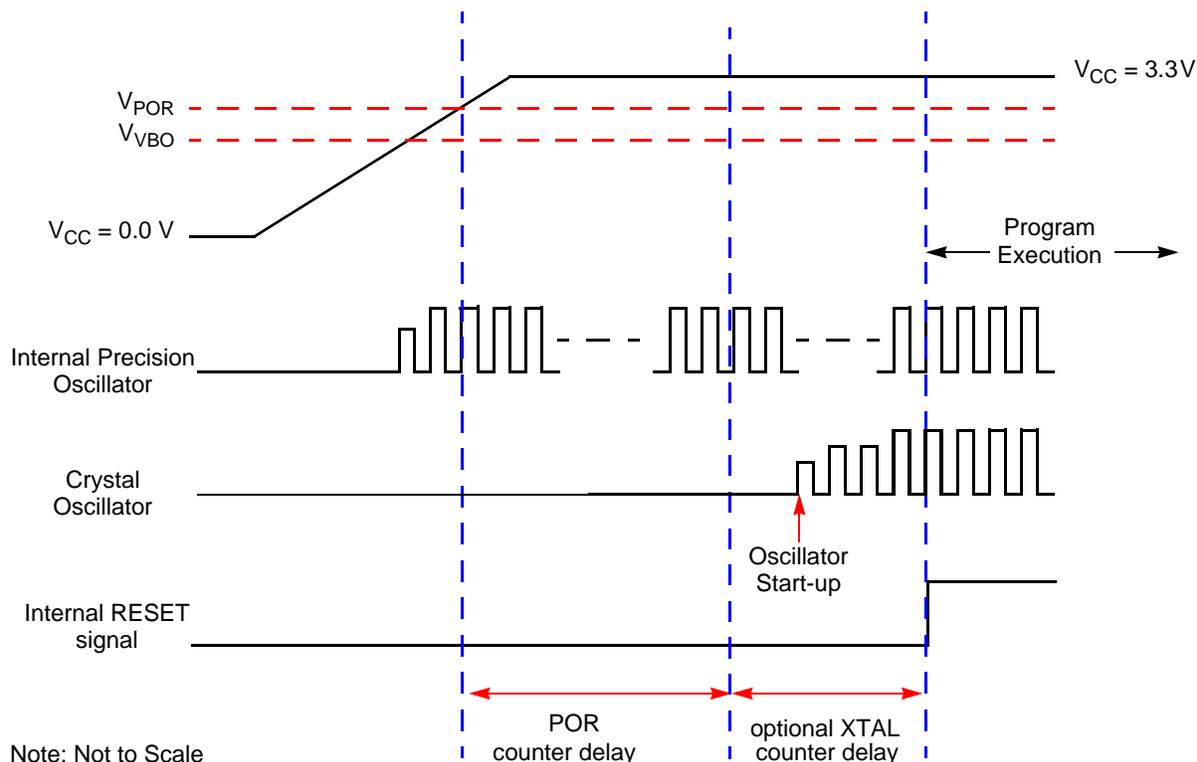 V_CC = 3.3V
V_POR
V_VBO
V_CC = 0.0 V
Program
Execution
Internal Precision
Oscillator
Crystal
Oscillator
Oscillator
Start-up
Internal RESET
signal
POR
counter delay
optional XTAL
counter delay
Note: Not to Scale